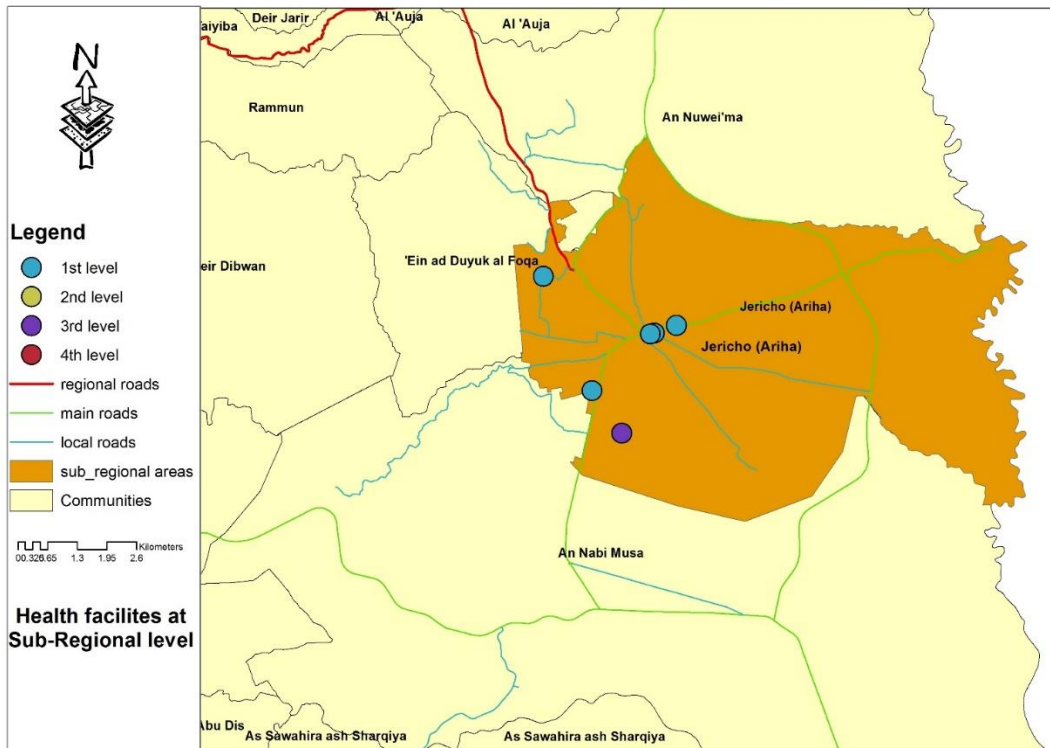 N
Legend
1st level
2nd level
3rd level
4th level
regional roads
main roads
local roads
sub_regional areas
Communities
Kilometers
00.325.65 1.3 1.95 2.6
Health facilites at
Sub-Regional level
Deir Jarir
Al 'Auja
Al 'Auja
aiyiba
Rammun
An Nuwei'ma
eir Dibwan
'Ein ad Duyuk al Foqa
Jericho (Ariha)
Jericho (Ariha)
An Nabi Musa
Abu Dis
As Sawahira ash Sharqiya
As Sawahira ash Sharqiya